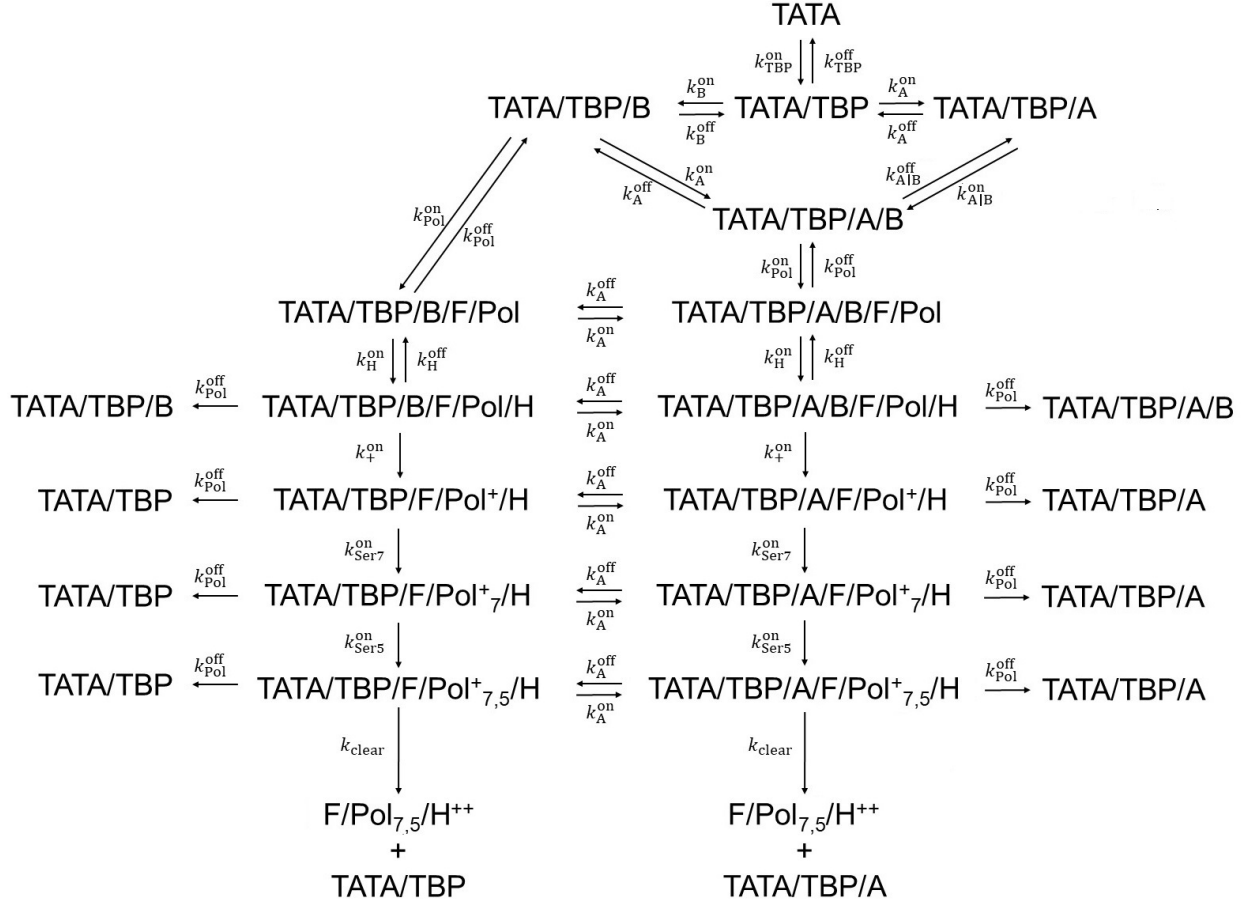 TATA
k_TBP^on k_TBP^off
TATA/TBP/B k_B^on k_B^off TATA/TBP k_A^on k_A^off TATA/TBP/A
k_Pol^on k_Pol^off k_A^on k_A^off k_A|B^off k_A|B^on
TATA/TBP/A/B
k_Pol^on k_Pol^off
TATA/TBP/B/F/Pol k_A^off k_A^on TATA/TBP/A/B/F/Pol
k_H^on k_H^off k_H^on k_H^off
TATA/TBP/B k_Pol^off TATA/TBP/B/F/Pol/H k_A^off k_A^on TATA/TBP/A/B/F/Pol/H k_Pol^off TATA/TBP/A/B
k_+^on k_+^on
TATA/TBP k_Pol^off TATA/TBP/F/Pol⁺/H k_A^off k_A^on TATA/TBP/A/F/Pol⁺/H k_Pol^off TATA/TBP/A
k_Ser7^on k_Ser7^on
TATA/TBP k_Pol^off TATA/TBP/F/Pol⁺₇/H k_A^off k_A^on TATA/TBP/A/F/Pol⁺₇/H k_Pol^off TATA/TBP/A
k_Ser5^on k_Ser5^on
TATA/TBP k_Pol^off TATA/TBP/F/Pol⁺₇,₅/H k_A^off k_A^on TATA/TBP/A/F/Pol⁺₇,₅/H k_Pol^off TATA/TBP/A
k_clear k_clear
F/Pol₇,₅/H⁺⁺ F/Pol₇,₅/H⁺⁺
+ +
TATA/TBP TATA/TBP/A